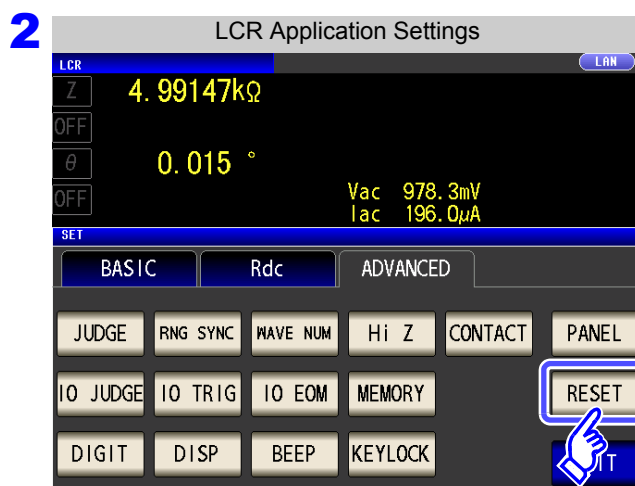 2
LCR Application Settings
LCR LAN
Z 4.99147kΩ
OFF
θ 0.015 °
OFF
Vac 978.3mV
Iac 196.0μA
SET
BASIC Rdc ADVANCED
JUDGE RNG SYNC WAVE NUM Hi Z CONTACT PANEL
IO JUDGE IO TRIG IO EOM MEMORY RESET
DIGIT DISP BEEP KEYLOCK